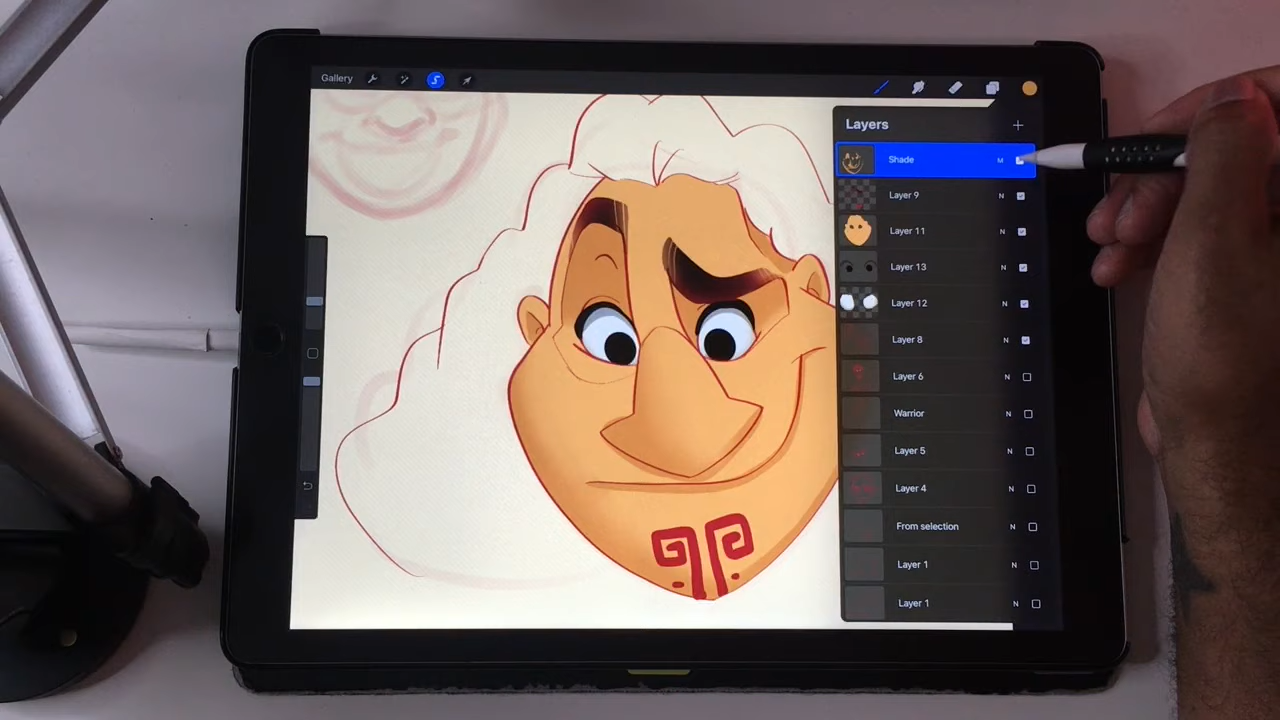 Gallery
Layers
Shade M
Layer 9 N
Layer 11 N
Layer 13 N
Layer 12 N
Layer 8 N
Layer 6 N
Warrior N
Layer 5 N
Layer 4 N
From selection N
Layer 1 N
Layer 1 N